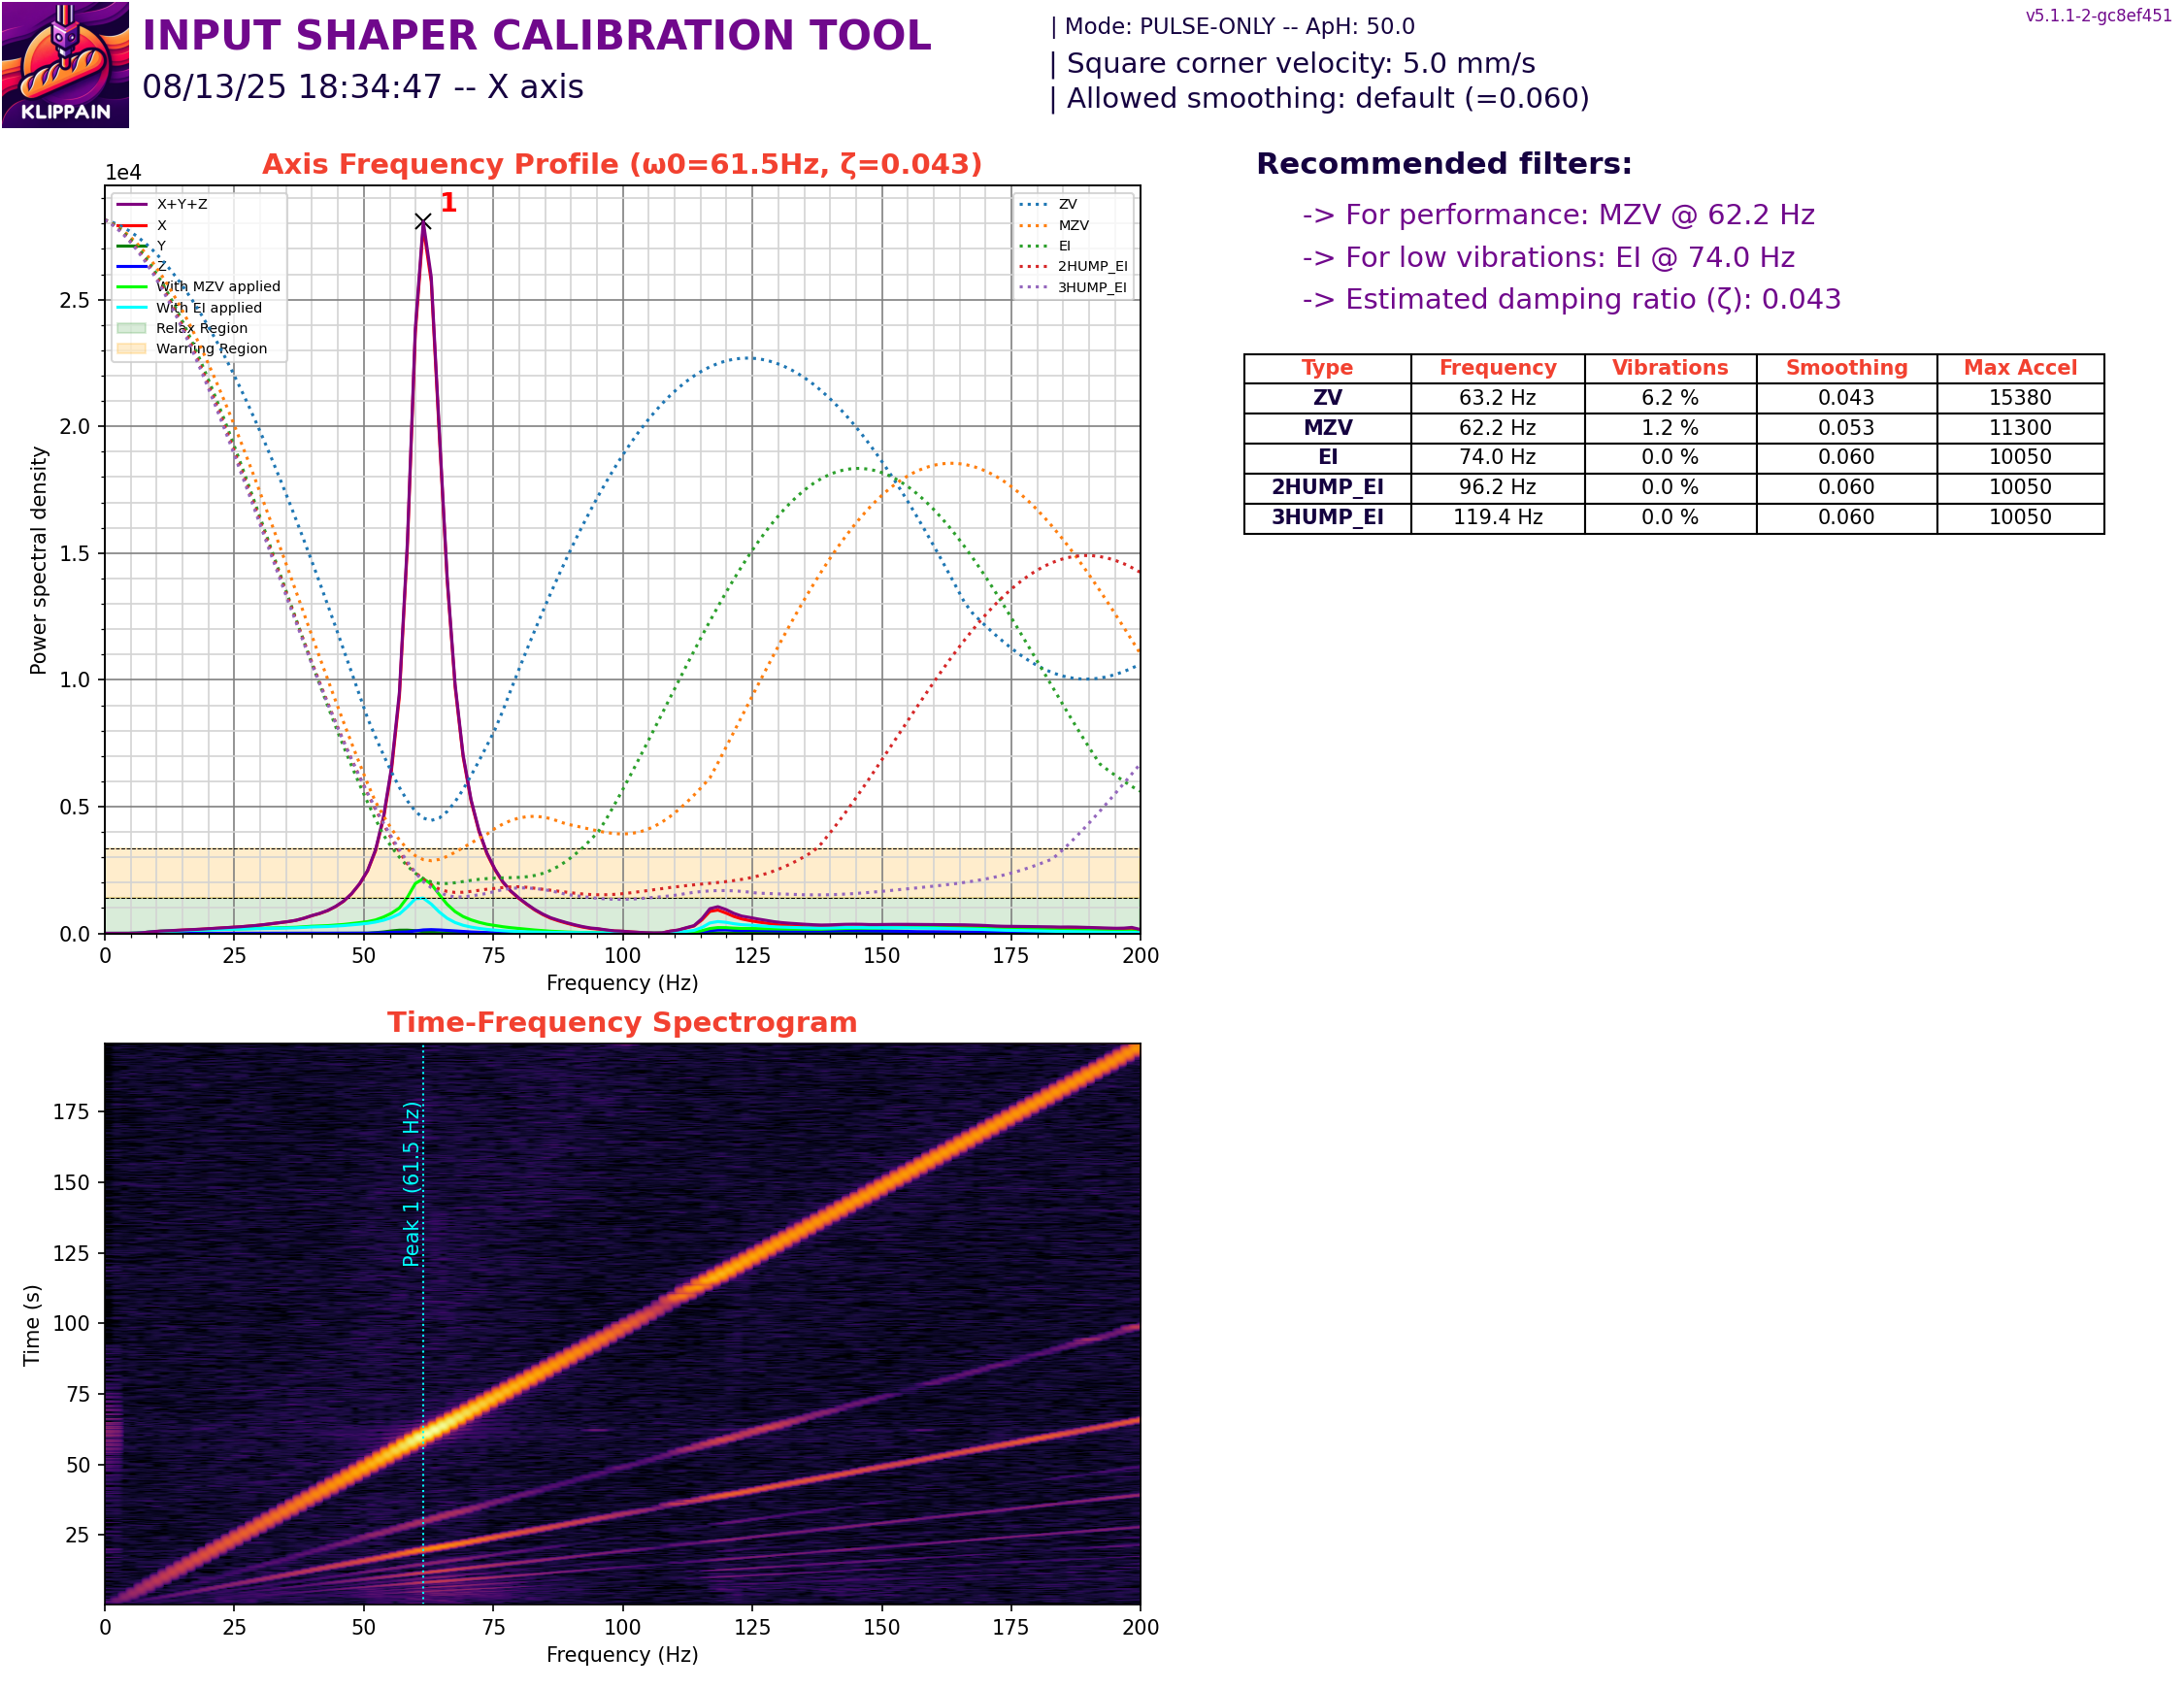 KLIPPAIN
INPUT SHAPER CALIBRATION TOOL
08/13/25 18:34:47 -- X axis
| Mode: PULSE-ONLY -- ApH: 50.0
| Square corner velocity: 5.0 mm/s
| Allowed smoothing: default (=0.060)
v5.1.1-2-gc8ef451
Axis Frequency Profile (ω0=61.5Hz, ζ=0.043)
1e4
1
X+Y+Z
X
Y
Z
With MZV applied
With EI applied
Relax Region
Warning Region
ZV
MZV
EI
2HUMP_EI
3HUMP_EI
Power spectral density
2.5
2.0
1.5
1.0
0.5
0.0
0 25 50 75 100 125 150 175 200
Frequency (Hz)
Recommended filters:
-> For performance: MZV @ 62.2 Hz
-> For low vibrations: EI @ 74.0 Hz
-> Estimated damping ratio (ζ): 0.043
Type Frequency Vibrations Smoothing Max Accel
ZV 63.2 Hz 6.2 % 0.043 15380
MZV 62.2 Hz 1.2 % 0.053 11300
EI 74.0 Hz 0.0 % 0.060 10050
2HUMP_EI 96.2 Hz 0.0 % 0.060 10050
3HUMP_EI 119.4 Hz 0.0 % 0.060 10050
Time-Frequency Spectrogram
Peak 1 (61.5 Hz)
Time (s)
175
150
125
100
75
50
25
0 25 50 75 100 125 150 175 200
Frequency (Hz)